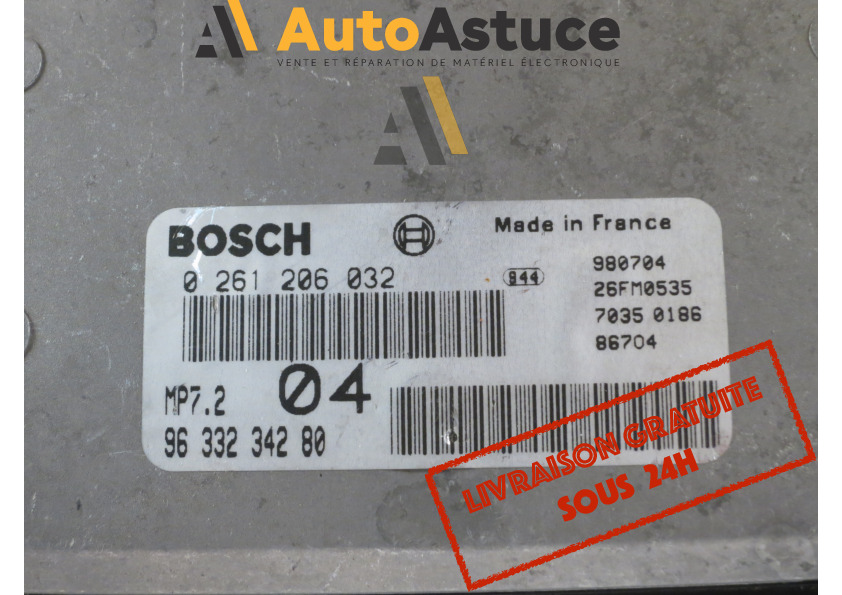 AutoAstuce
VENTE ET RÉPARATION DE MATÉRIEL ÉLECTRONIQUE
BOSCH
Made in France
0 261 206 032
944
980704
26FM0535
7035 0186
86704
04
MP7.2
96 332 342 80
LIVRAISON GRATUITE
SOUS 24H